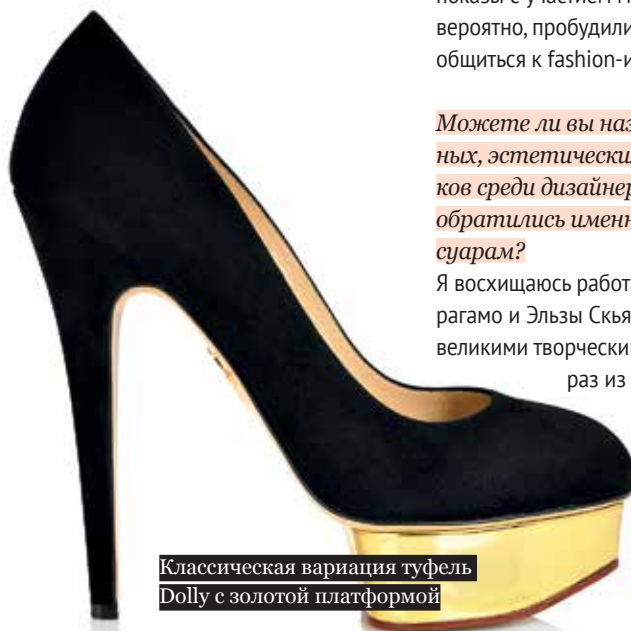 вероятно, пробудили
общиться к fashion-и
Можете ли вы наз
ных, эстетически
ков среди дизайнер
обратились именн
суарам?
Я восхищаюсь работ
рагамо и Эльзы Скья
великими творчески
раз из
Классическая вариация туфель
Dolly с золотой платформой